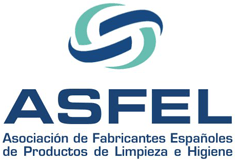 ASFEL
Asociación de Fabricantes Españoles
de Productos de Limpieza e Higiene